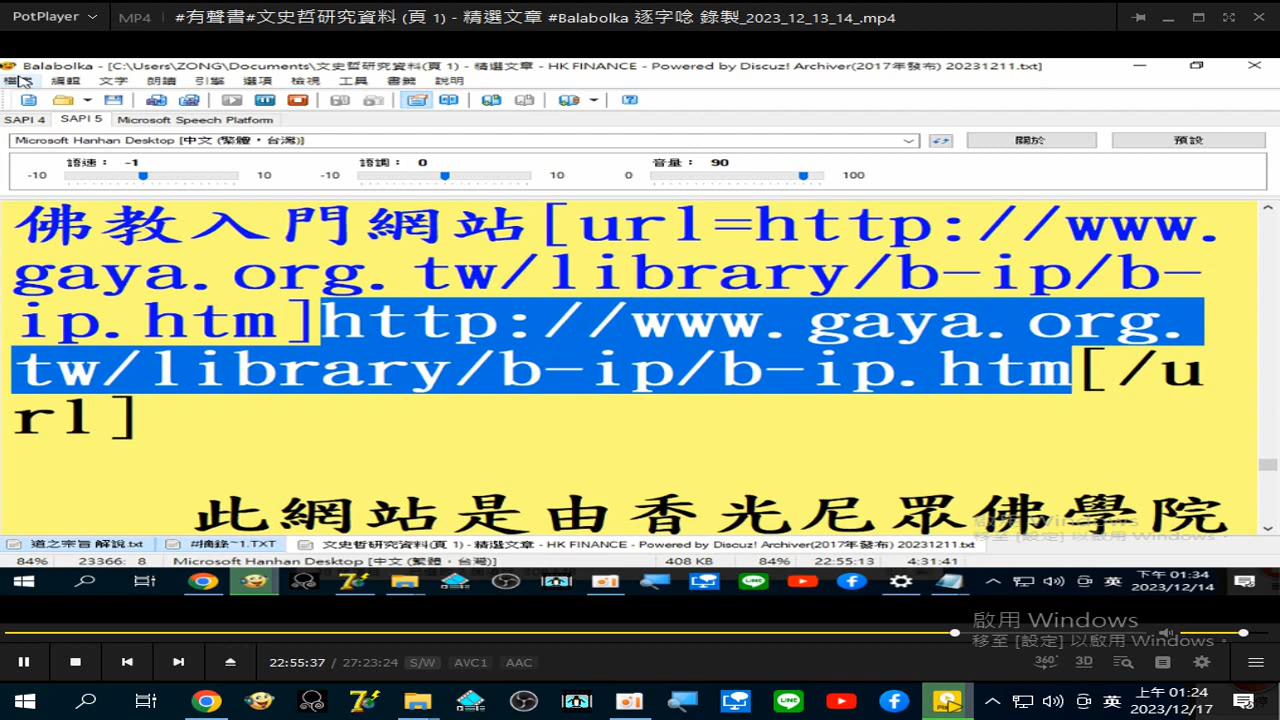 PotPlayer MP4 #有聲書#文史哲研究資料 (頁 1) - 精選文章 #Balabolka 逐字唸 錄製_2023_12_13_14_.mp4
Balabolka - [C:\Users\ZONG\Documents\文史哲研究資料(頁 1) - 精選文章 - HK FINANCE - Powered by Discuz! Archiver(2017年發布) 20231211.txt]
檔案 編輯 文字 朗讀 引擎 選項 檢視 工具 書籤 說明
SAPI 4 SAPI 5 Microsoft Speech Platform
Microsoft Hanhan Desktop [中文 (繁體，台灣)] 關於 預設
語速： -1 語調： 0 音量： 90
-10 10 -10 10 0 100
佛教入門網站[url=http://www.
gaya.org.tw/library/b-ip/b-
ip.htm]http://www.gaya.org.
tw/library/b-ip/b-ip.htm[/u
rl]
此網站是由香光尼眾佛學院
道之宗旨 解說.txt #摘錄~1.TXT 文史哲研究資料(頁 1) - 精選文章 - HK FINANCE - Powered by Discuz! Archiver(2017年發布) 20231211.txt
84% 23366: 8 Microsoft Hanhan Desktop [中文 (繁體，台灣)] 408 KB 84% 22:55:13 4:31:41
英 下午 01:34
2023/12/14
啟用 Windows
移至 [設定] 以啟用 Windows。
22:55:37 / 27:23:24 S/W AVC1 AAC 360° 3D
英 上午 01:24
2023/12/17